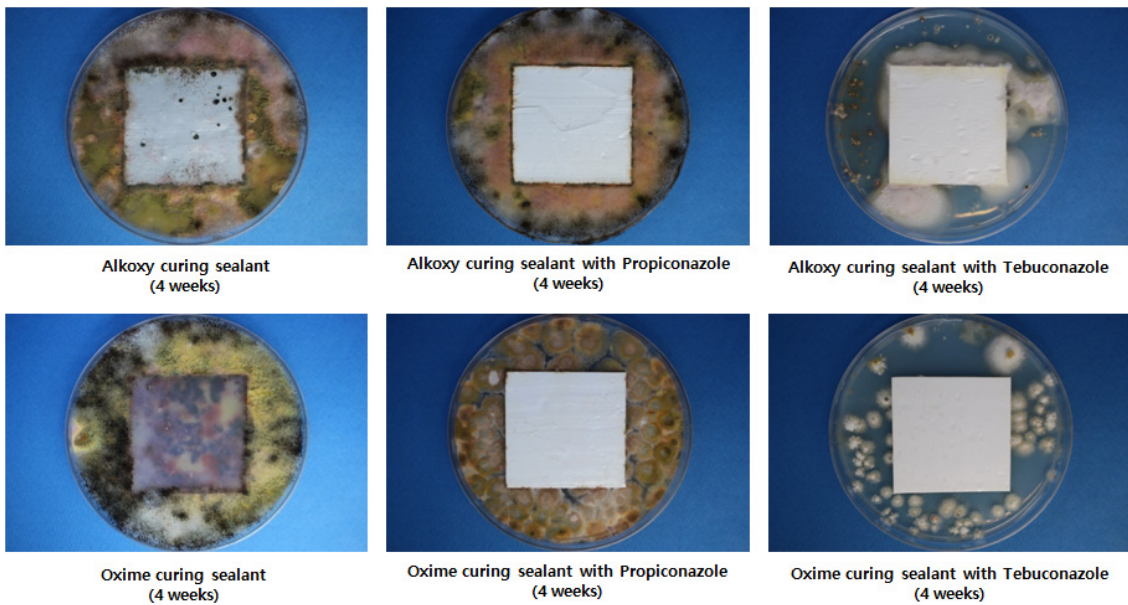 Alkoxy curing sealant
(4 weeks)
Alkoxy curing sealant with Propiconazole
(4 weeks)
Alkoxy curing sealant with Tebuconazole
(4 weeks)
Oxime curing sealant
(4 weeks)
Oxime curing sealant with Propiconazole
(4 weeks)
Oxime curing sealant with Tebuconazole
(4 weeks)